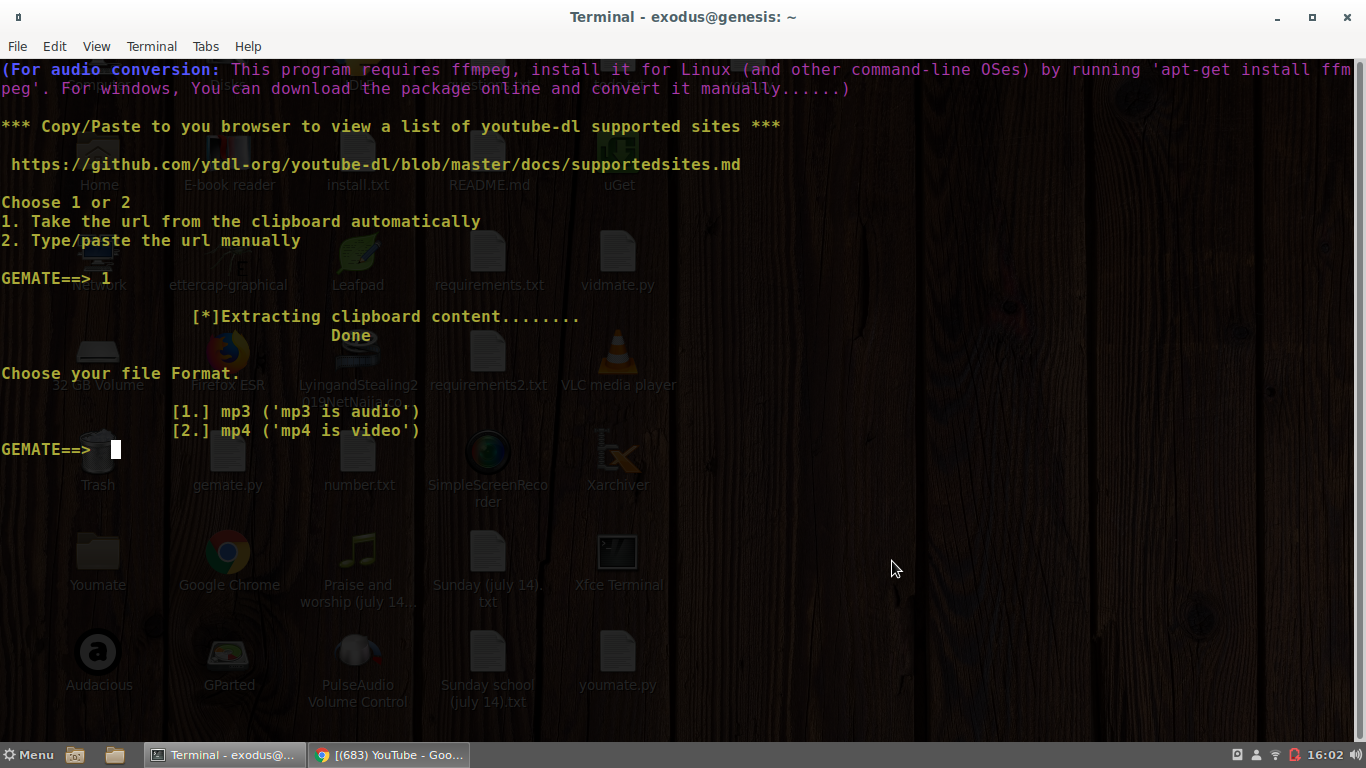 Terminal - exodus@genesis: ~
File Edit View Terminal Tabs Help
(For audio conversion: This program requires ffmpeg, install it for Linux (and other command-line OSes) by running 'apt-get install ffm
peg'. For windows, You can download the package online and convert it manually......)
*** Copy/Paste to you browser to view a list of youtube-dl supported sites ***
https://github.com/ytdl-org/youtube-dl/blob/master/docs/supportedsites.md
Home E-book reader install.txt README.md uGet
Choose 1 or 2
1. Take the url from the clipboard automatically
2. Type/paste the url manually
GEMATE==> 1
Network ettercap-graphical Leafpad requirements.txt vidmate.py
[*]Extracting clipboard content........
Done
Choose your file Format.
32 GB Volume Firefox ESR LyingandStealing2 requirements2.txt VLC media player
019NetNaija.co...
[1.] mp3 ('mp3 is audio')
[2.] mp4 ('mp4 is video')
GEMATE==>
Trash gemate.py number.txt SimpleScreenReco Xarchiver
rder
Youmate Google Chrome Praise and Sunday (july 14). Xfce Terminal
worship (july 14... txt
Audacious GParted PulseAudio Sunday school youmate.py
Volume Control (july 14).txt
Menu Terminal - exodus@... [(683) YouTube - Goo... 16:02